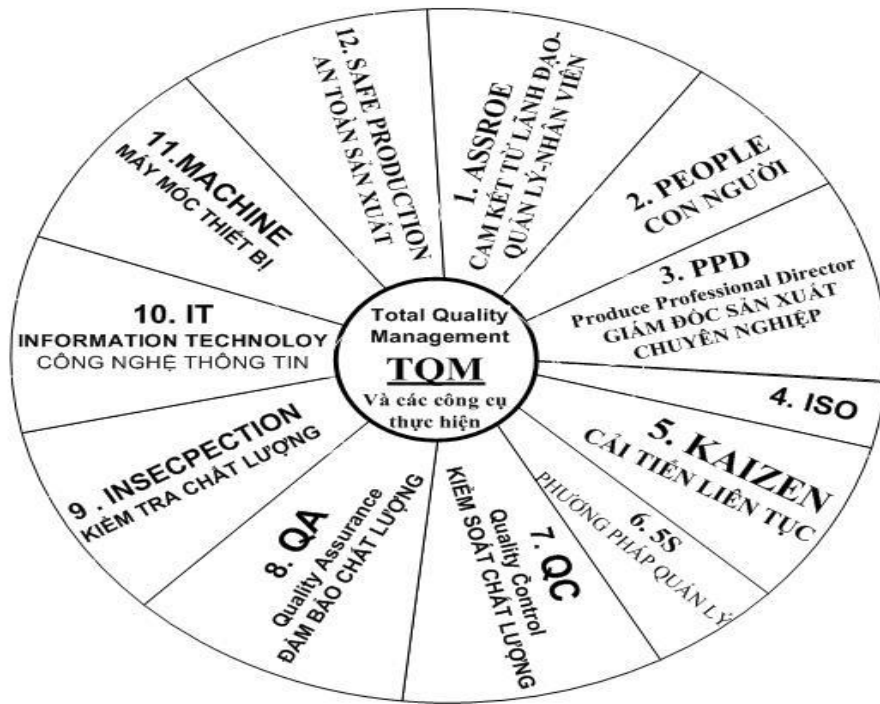 Total Quality
Management
TQM
Và các công cụ
thực hiện
1. ASSROE
CAM KẾT TỪ LÃNH ĐẠO-
QUẢN LÝ-NHÂN VIÊN
2. PEOPLE
CON NGƯỜI
3. PPD
Produce Professional Director
GIÁM ĐỐC SẢN XUẤT
CHUYÊN NGHIỆP
4. ISO
5. KAIZEN
CẢI TIẾN LIÊN TỤC
6. 5S
PHƯƠNG PHÁP QUẢN LÝ
7. QC
Quality Control
KIỂM SOÁT CHẤT LƯỢNG
8. QA
Quality Assurance
ĐẢM BẢO CHẤT LƯỢNG
9 . INSECPECTION
KIỂM TRA CHẤT LƯỢNG
10. IT
INFORMATION TECHNOLOY
CÔNG NGHỆ THÔNG TIN
11.MACHINE
MÁY MÓC THIẾT BỊ
12. SAFE PRODUCTION
AN TOÀN SẢN XUẤT